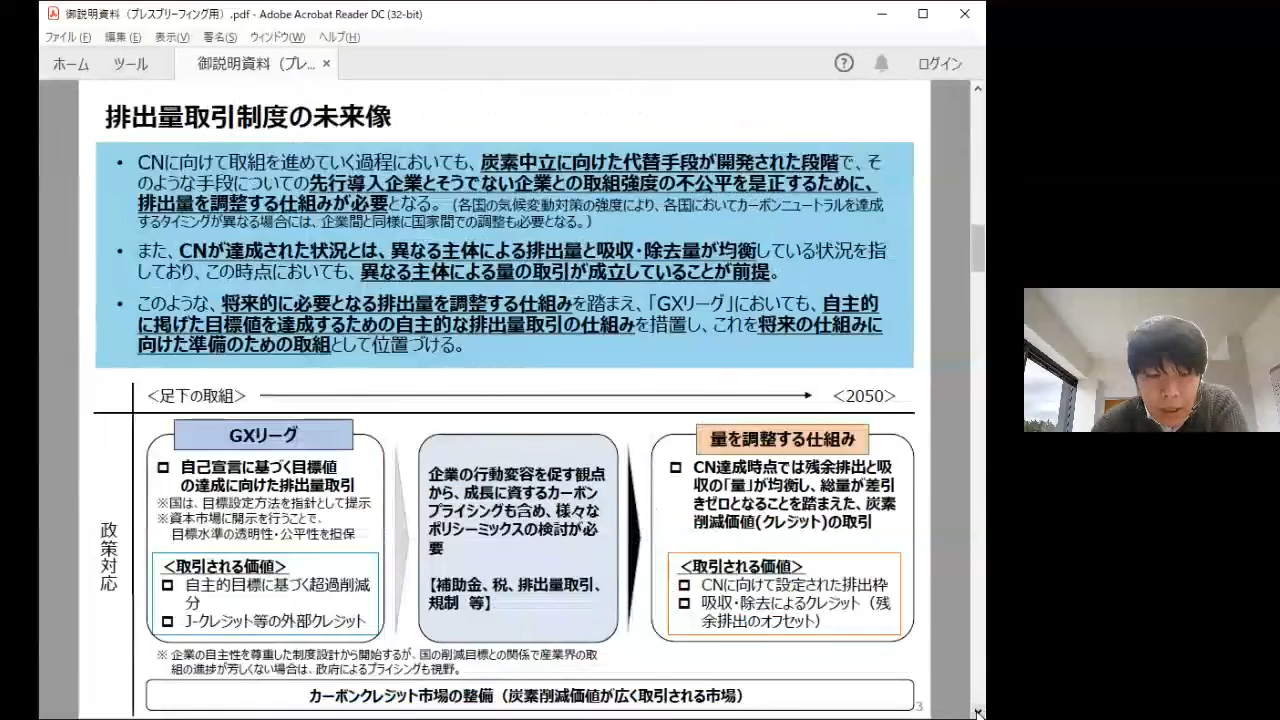 御説明資料（プレスブリーフィング用）.pdf - Adobe Acrobat Reader DC (32-bit)
ファイル(F) 編集(E) 表示(V) 署名(S) ウィンドウ(W) ヘルプ(H)
ホーム ツール 御説明資料（プレ... × ? ログイン
排出量取引制度の未来像
• CNに向けて取組を進めていく過程においても、炭素中立に向けた代替手段が開発された段階で、そ
のような手段についての先行導入企業とそうでない企業との取組強度の不公平を是正するために、
排出量を調整する仕組みが必要となる。（各国の気候変動対策の強度により、各国においてカーボンニュートラルを達成
するタイミングが異なる場合には、企業間と同様に国家間での調整も必要となる。）
• また、CNが達成された状況とは、異なる主体による排出量と吸収・除去量が均衡している状況を指
しており、この時点においても、異なる主体による量の取引が成立していることが前提。
• このような、将来的に必要となる排出量を調整する仕組みを踏まえ、「GXリーグ」においても、自主的
に掲げた目標値を達成するための自主的な排出量取引の仕組みを措置し、これを将来の仕組みに
向けた準備のための取組として位置づける。
＜足下の取組＞ ＜2050＞
政策対応
GXリーグ
自己宣言に基づく目標値
の達成に向けた排出量取引
※国は、目標設定方法を指針として提示
※資本市場に開示を行うことで、
目標水準の透明性・公平性を担保
＜取引される価値＞
自主的目標に基づく超過削減
分
J-クレジット等の外部クレジット
企業の行動変容を促す観点
から、成長に資するカーボン
プライシングも含め、様々な
ポリシーミックスの検討が必
要
【補助金、税、排出量取引、
規制 等】
量を調整する仕組み
CN達成時点では残余排出と吸
収の「量」が均衡し、総量が差引
きゼロとなることを踏まえた、炭素
削減価値(クレジット)の取引
＜取引される価値＞
CNに向けて設定された排出枠
吸収・除去によるクレジット（残
余排出のオフセット）
※ 企業の自主性を尊重した制度設計から開始するが、国の削減目標との関係で産業界の取
組の進捗が芳しくない場合は、政府によるプライシングも視野。
カーボンクレジット市場の整備（炭素削減価値が広く取引される市場）
3